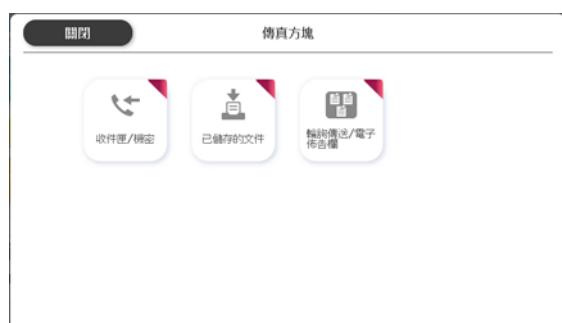 關閉
傳真方塊
收件匣/機密
已儲存的文件
輪詢傳送/電子
佈告欄